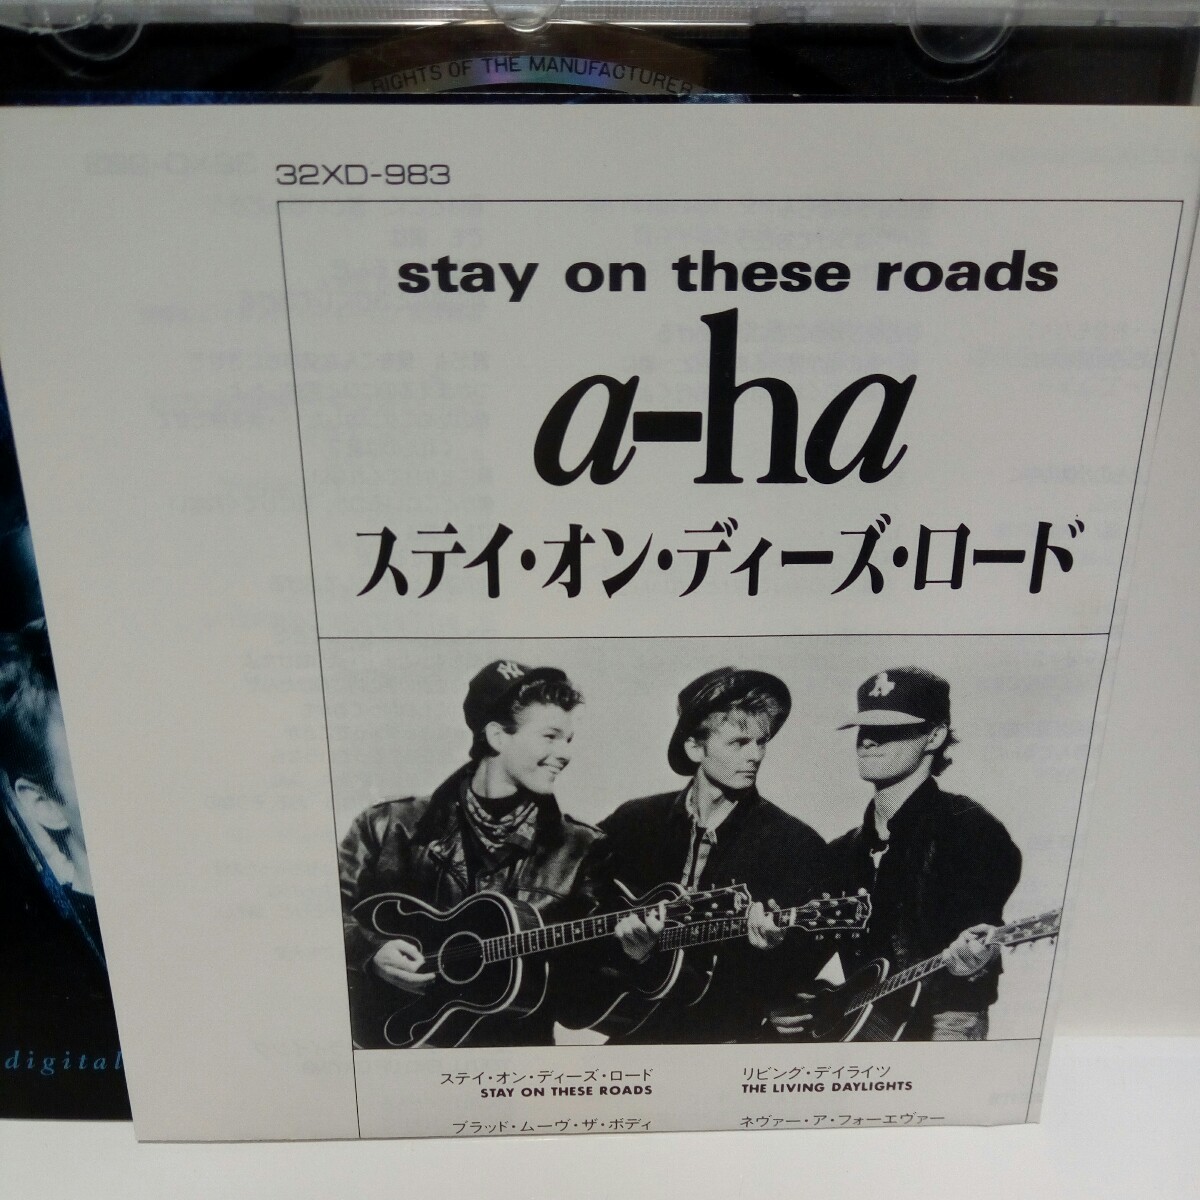 RIGHTS OF THE MANUFACTURER
32XD-983
stay on these roads
a-ha
ステイ・オン・ディーズ・ロード
NY
A
ステイ・オン・ディーズ・ロード
STAY ON THESE ROADS
ブラッド・ムーヴ・ザ・ボディ
リビング・デイライツ
THE LIVING DAYLIGHTS
ネヴァー・ア・フォーエヴァー
digital